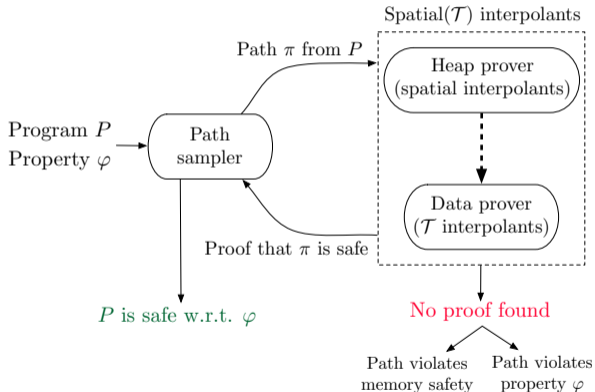 Spatial(𝒯) interpolants
Path π from P
Heap prover
(spatial interpolants)
Program P
Property φ
Path
sampler
Data prover
(𝒯 interpolants)
Proof that π is safe
P is safe w.r.t. φ
No proof found
Path violates
memory safety
Path violates
property φ